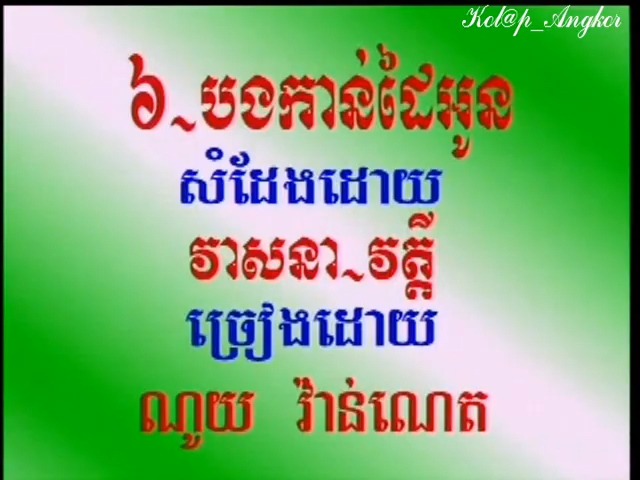 Kol@p_Angkor
៦~បងកាន់ដៃអូន
សំដែងដោយ
វាសនា~វត្តី
ច្រៀងដោយ
ណូយ វ៉ាន់ណេត